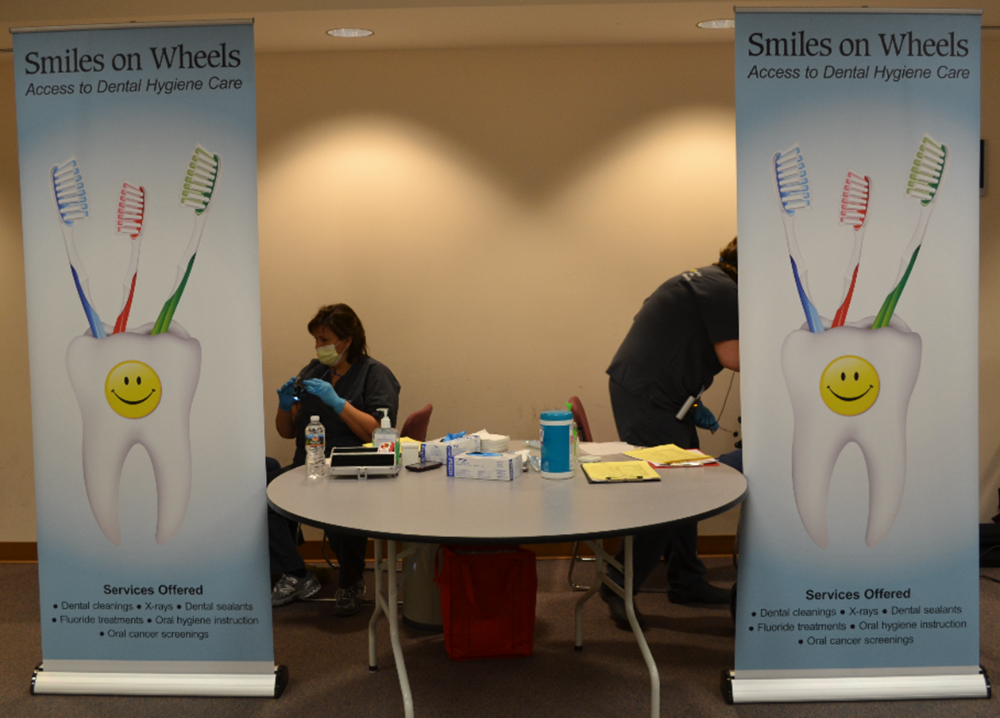 Smiles on Wheels
Access to Dental Hygiene Care
Services Offered
● Dental cleanings ● X-rays ● Dental sealants
● Fluoride treatments ● Oral hygiene instruction
● Oral cancer screenings
Smiles on Wheels
Access to Dental Hygiene Care
Services Offered
● Dental cleanings ● X-rays ● Dental sealants
● Fluoride treatments ● Oral hygiene instruction
● Oral cancer screenings